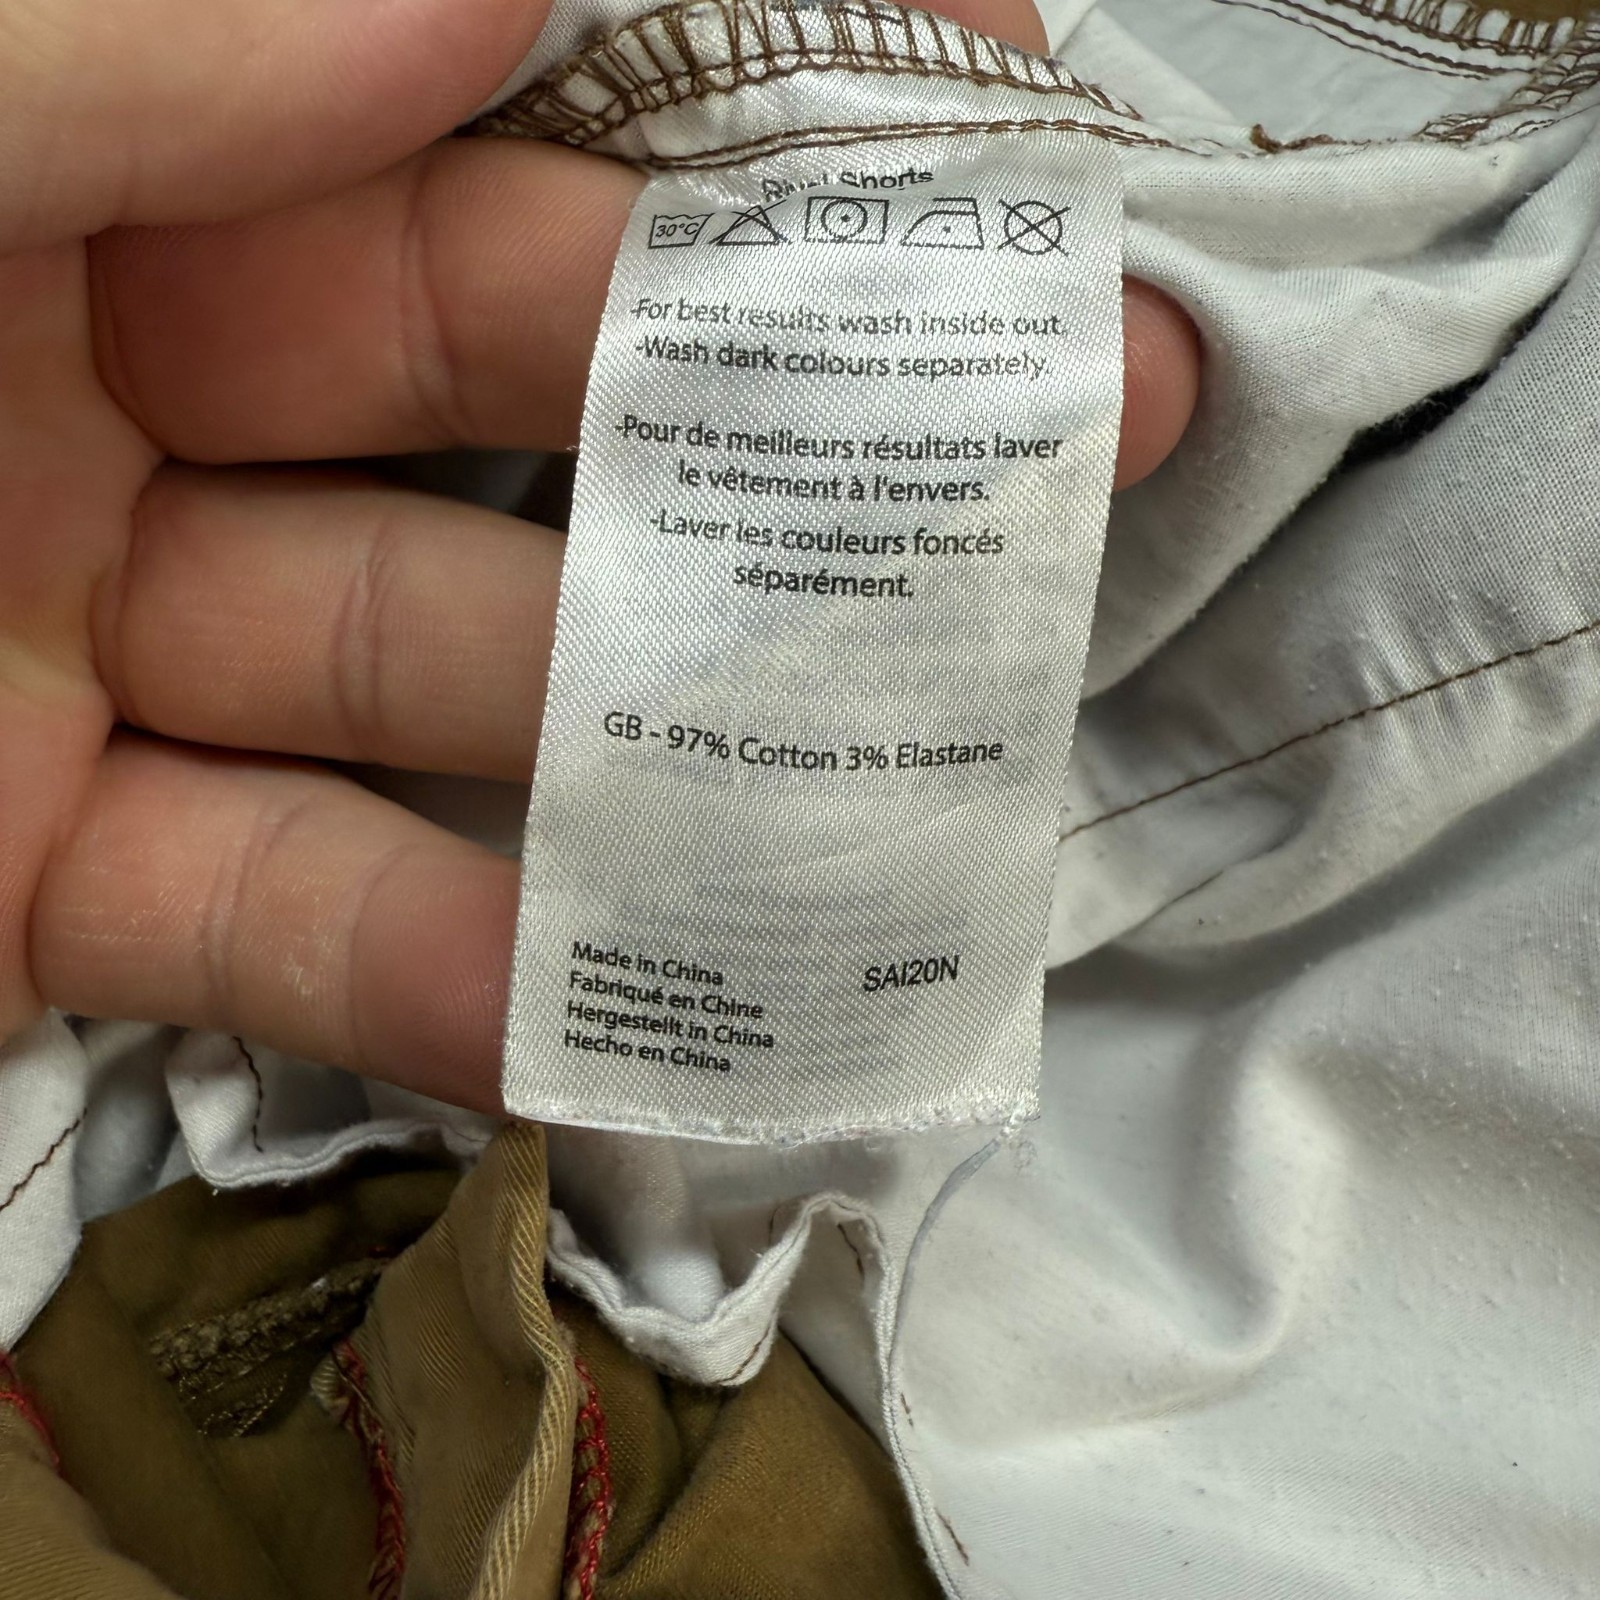 Shorts
30°C
-For best results wash inside out.
-Wash dark colours separately.
-Pour de meilleurs résultats laver
le vêtement à l'envers.
-Laver les couleurs foncés
séparément.
GB - 97% Cotton 3% Elastane
Made in China
Fabriqué en Chine
Hergestellt in China
Hecho en China
SAI20N